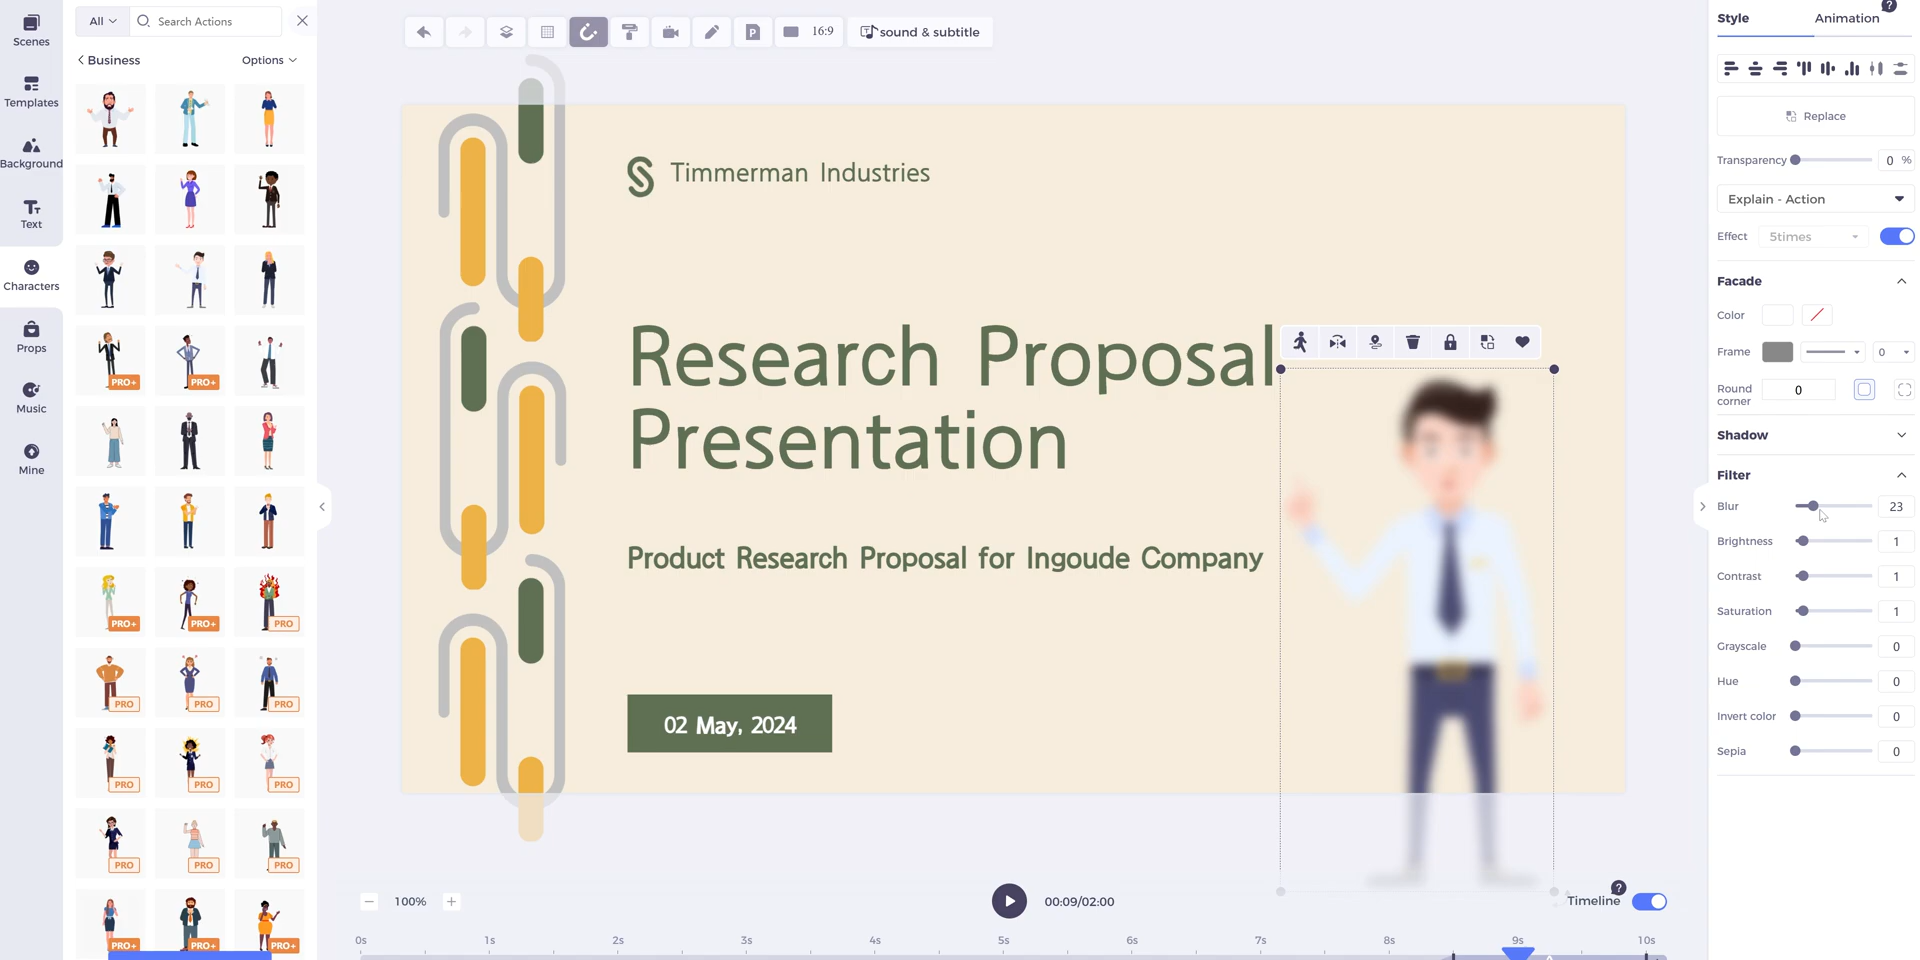 Scenes
Templates
Background
Text
Characters
Props
Music
Mine
All
Search Actions
Business
Options
PRO+
PRO+
PRO+
PRO+
PRO
PRO
PRO
PRO
PRO
PRO
PRO
PRO
PRO
PRO
PRO+
PRO+
PRO+
P
16:9
sound & subtitle
Timmerman Industries
Research Proposal
Presentation
Product Research Proposal for Ingoude Company
02 May, 2024
100%
00:09/02:00
Timeline
?
0s 1s 2s 3s 4s 5s 6s 7s 8s 9s 10s
?
Style Animation
Replace
Transparency 0 %
Explain - Action
Effect 5times
Facade
Color
Frame 0
Round
corner 0
Shadow
Filter
Blur 23
Brightness 1
Contrast 1
Saturation 1
Grayscale 0
Hue 0
Invert color 0
Sepia 0